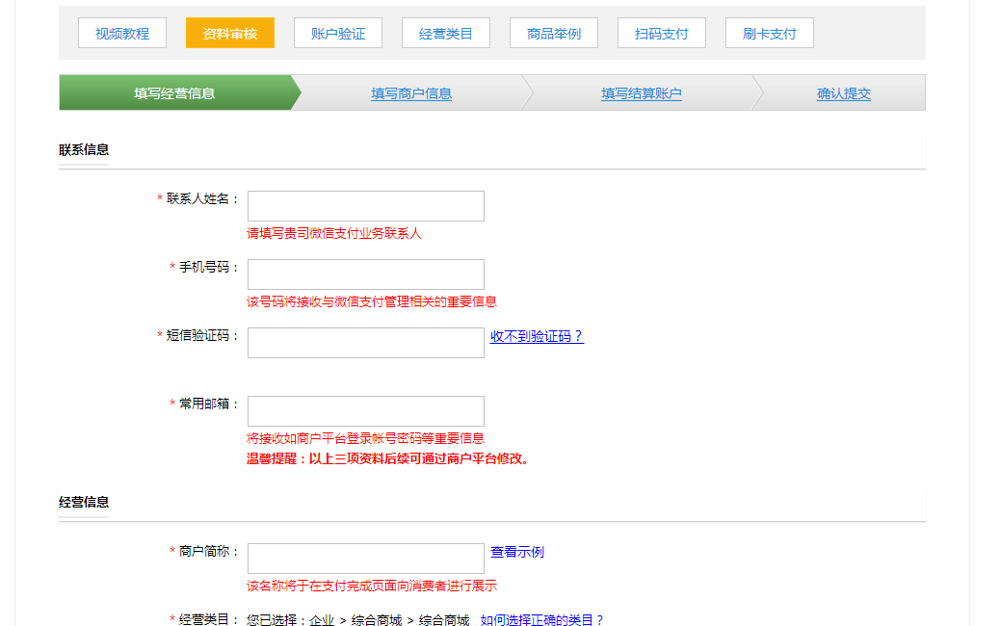 视频教程 资料审核 账户验证 经营类目 商品举例 扫码支付 刷卡支付
填写经营信息 填写商户信息 填写结算账户 确认提交
联系信息
* 联系人姓名：
请填写贵司微信支付业务联系人
* 手机号码：
该号码将接收与微信支付管理相关的重要信息
* 短信验证码： 收不到验证码？
* 常用邮箱：
将接收如商户平台登录帐号密码等重要信息
温馨提醒：以上三项资料后续可通过商户平台修改。
经营信息
* 商户简称： 查看示例
该名称将于在支付完成页面向消费者进行展示
* 经营类目： 您已选择：企业 > 综合商城 > 综合商城 如何选择正确的类目？